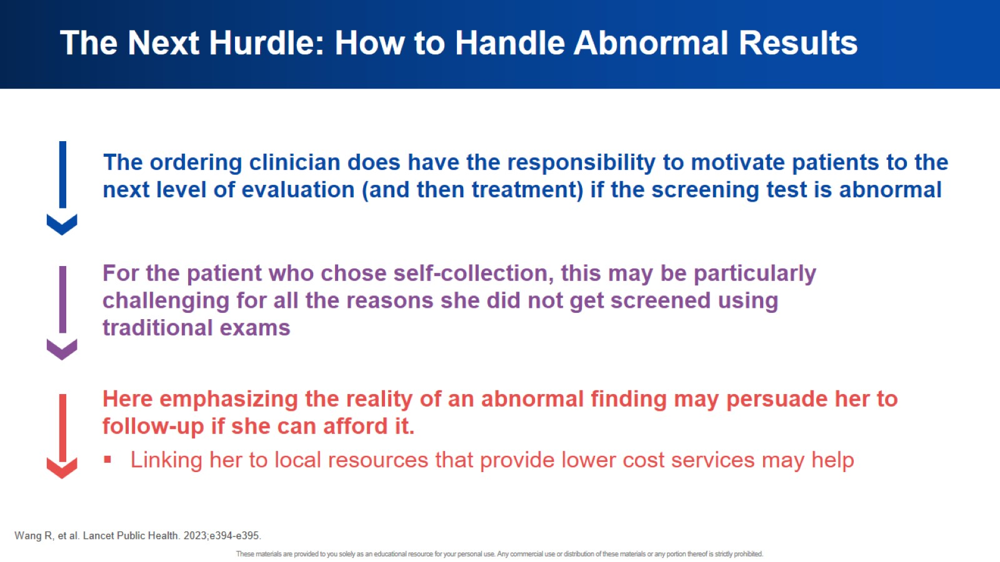 The Next Hurdle: How to Handle Abnormal Results
The ordering clinician does have the responsibility to motivate patients to the
next level of evaluation (and then treatment) if the screening test is abnormal
For the patient who chose self-collection, this may be particularly
challenging for all the reasons she did not get screened using
traditional exams
Here emphasizing the reality of an abnormal finding may persuade her to
follow-up if she can afford it.
▪ Linking her to local resources that provide lower cost services may help
Wang R, et al. Lancet Public Health. 2023;e394-e395.
These materials are provided to you solely as an educational resource for your personal use. Any commercial use or distribution of these materials or any portion thereof is strictly prohibited.